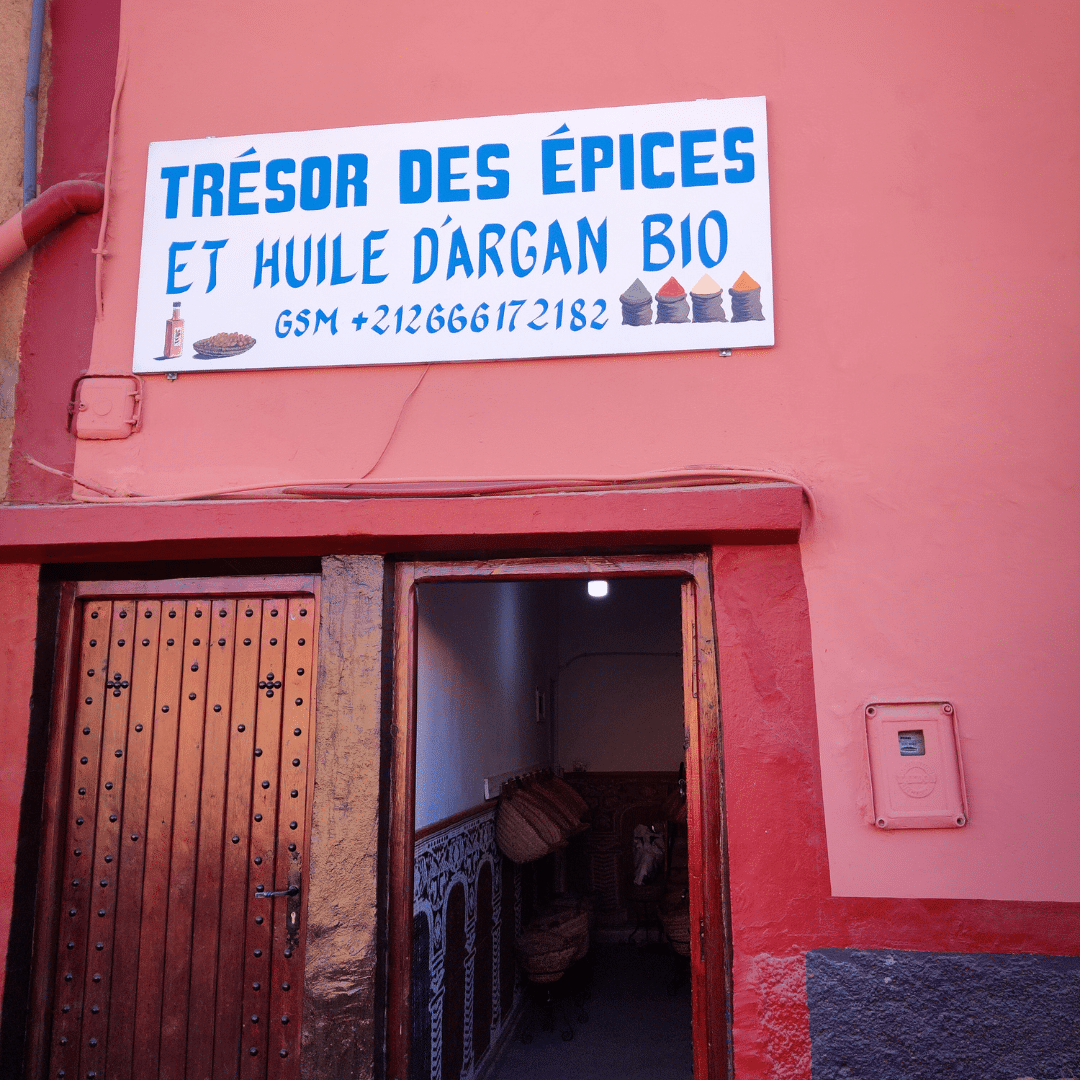 TRÉSOR DES ÉPICES
ET HUILE D'ARGAN BIO
GSM +212666172182